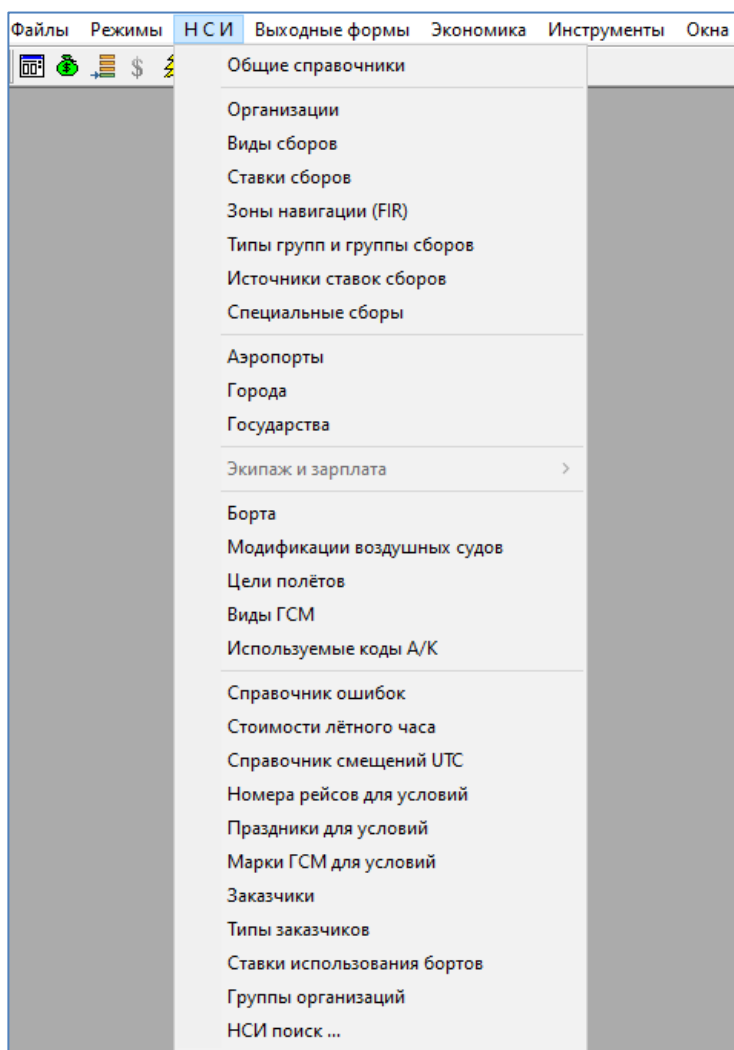 Файлы Режимы Н С И Выходные формы Экономика Инструменты Окна
$
Общие справочники
Организации
Виды сборов
Ставки сборов
Зоны навигации (FIR)
Типы групп и группы сборов
Источники ставок сборов
Специальные сборы
Аэропорты
Города
Государства
Экипаж и зарплата
Борта
Модификации воздушных судов
Цели полётов
Виды ГСМ
Используемые коды А/К
Справочник ошибок
Стоимости лётного часа
Справочник смещений UTC
Номера рейсов для условий
Праздники для условий
Марки ГСМ для условий
Заказчики
Типы заказчиков
Ставки использования бортов
Группы организаций
НСИ поиск ...